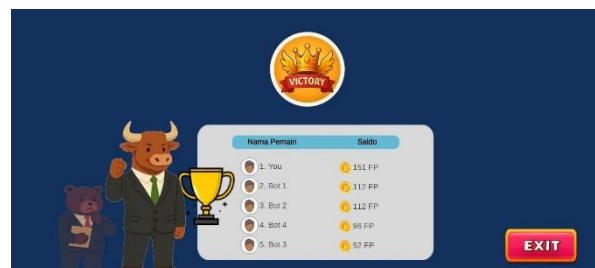 VICTORY
Nama Pemain Saldo
1. You 151 FP
2. Bot 1 112 FP
3. Bot 2 112 FP
4. Bot 4 96 FP
5. Bot 3 92 FP
EXIT